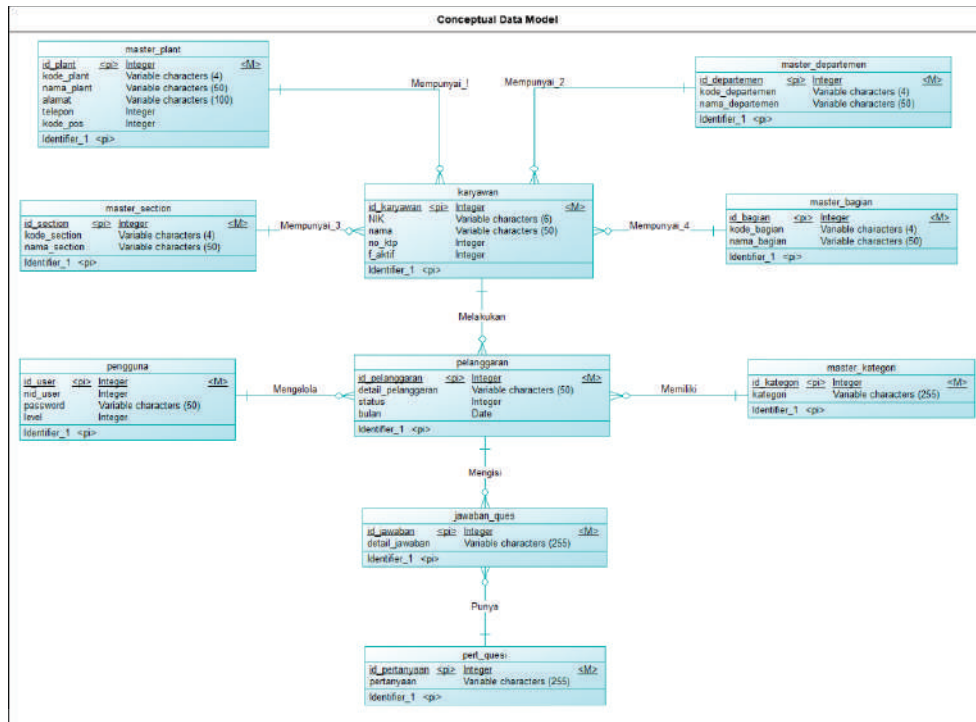 Conceptual Data Model
master_plant
id_plant <pi> Integer <M>
kode_plant Variable characters (4)
nama_plant Variable characters (50)
alamat Variable characters (100)
telepon Integer
kode_pos Integer
Identifier_1 <pi>
master_departemen
id_departemen <pi> Integer <M>
kode_departemen Variable characters (4)
nama_departemen Variable characters (50)
Identifier_1 <pi>
Mempunyai_1
Mempunyai_2
master_section
id_section <pi> Integer <M>
kode_section Variable characters (4)
nama_section Variable characters (50)
Identifier_1 <pi>
Mempunyai_3
karyawan
id_karyawan <pi> Integer <M>
NIK Variable characters (6)
nama Variable characters (50)
no_ktp Integer
f_aktif Integer
Identifier_1 <pi>
Mempunyai_4
master_bagian
id_bagian <pi> Integer <M>
kode_bagian Variable characters (4)
nama_bagian Variable characters (50)
Identifier_1 <pi>
Melakukan
pengguna
id_user <pi> Integer <M>
nid_user Integer
password Variable characters (50)
level Integer
Identifier_1 <pi>
Mengelola
pelanggaran
id_pelanggaran <pi> Integer <M>
detail_pelanggaran Variable characters (50)
status Integer
bulan Date
Identifier_1 <pi>
Memiliki
master_kategori
id_kategori <pi> Integer <M>
kategori Variable characters (255)
Identifier_1 <pi>
Mengisi
jawaban_ques
id_jawaban <pi> Integer <M>
detail_jawaban Variable characters (255)
Identifier_1 <pi>
Punya
pert_quesi
id_pertanyaan <pi> Integer <M>
pertanyaan Variable characters (255)
Identifier_1 <pi>